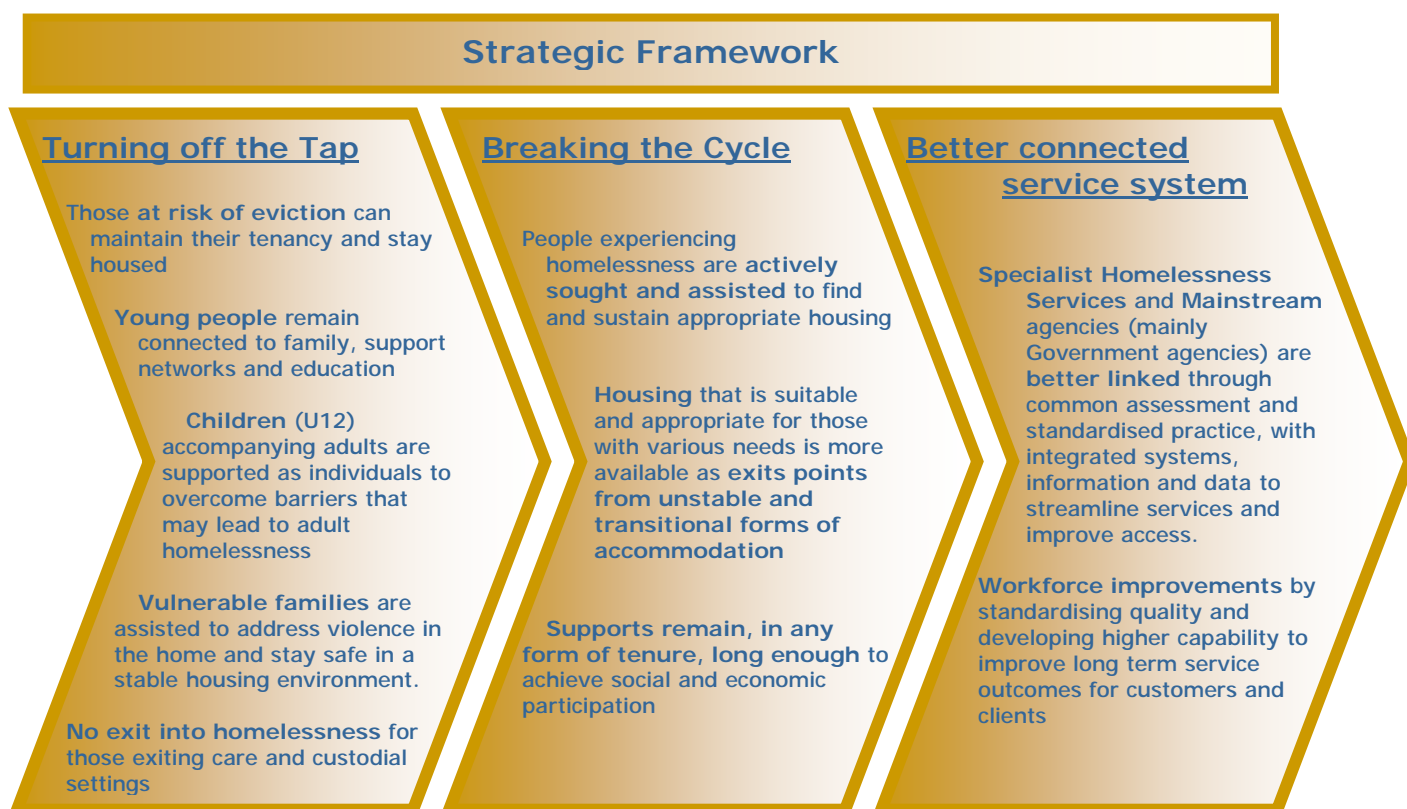 Strategic Framework
Turning off the Tap
Those at risk of eviction can
maintain their tenancy and stay
housed
Young people remain
connected to family, support
networks and education
Children (U12)
accompanying adults are
supported as individuals to
overcome barriers that
may lead to adult
homelessness
Vulnerable families are
assisted to address violence in
the home and stay safe in a
stable housing environment.
No exit into homelessness for
those exiting care and custodial
settings
Breaking the Cycle
People experiencing
homelessness are actively
sought and assisted to find
and sustain appropriate housing
Housing that is suitable
and appropriate for those
with various needs is more
available as exits points
from unstable and
transitional forms of
accommodation
Supports remain, in any
form of tenure, long enough to
achieve social and economic
participation
Better connected
service system
Specialist Homelessness
Services and Mainstream
agencies (mainly
Government agencies) are
better linked through
common assessment and
standardised practice, with
integrated systems,
information and data to
streamline services and
improve access.
Workforce improvements by
standardising quality and
developing higher capability to
improve long term service
outcomes for customers and
clients